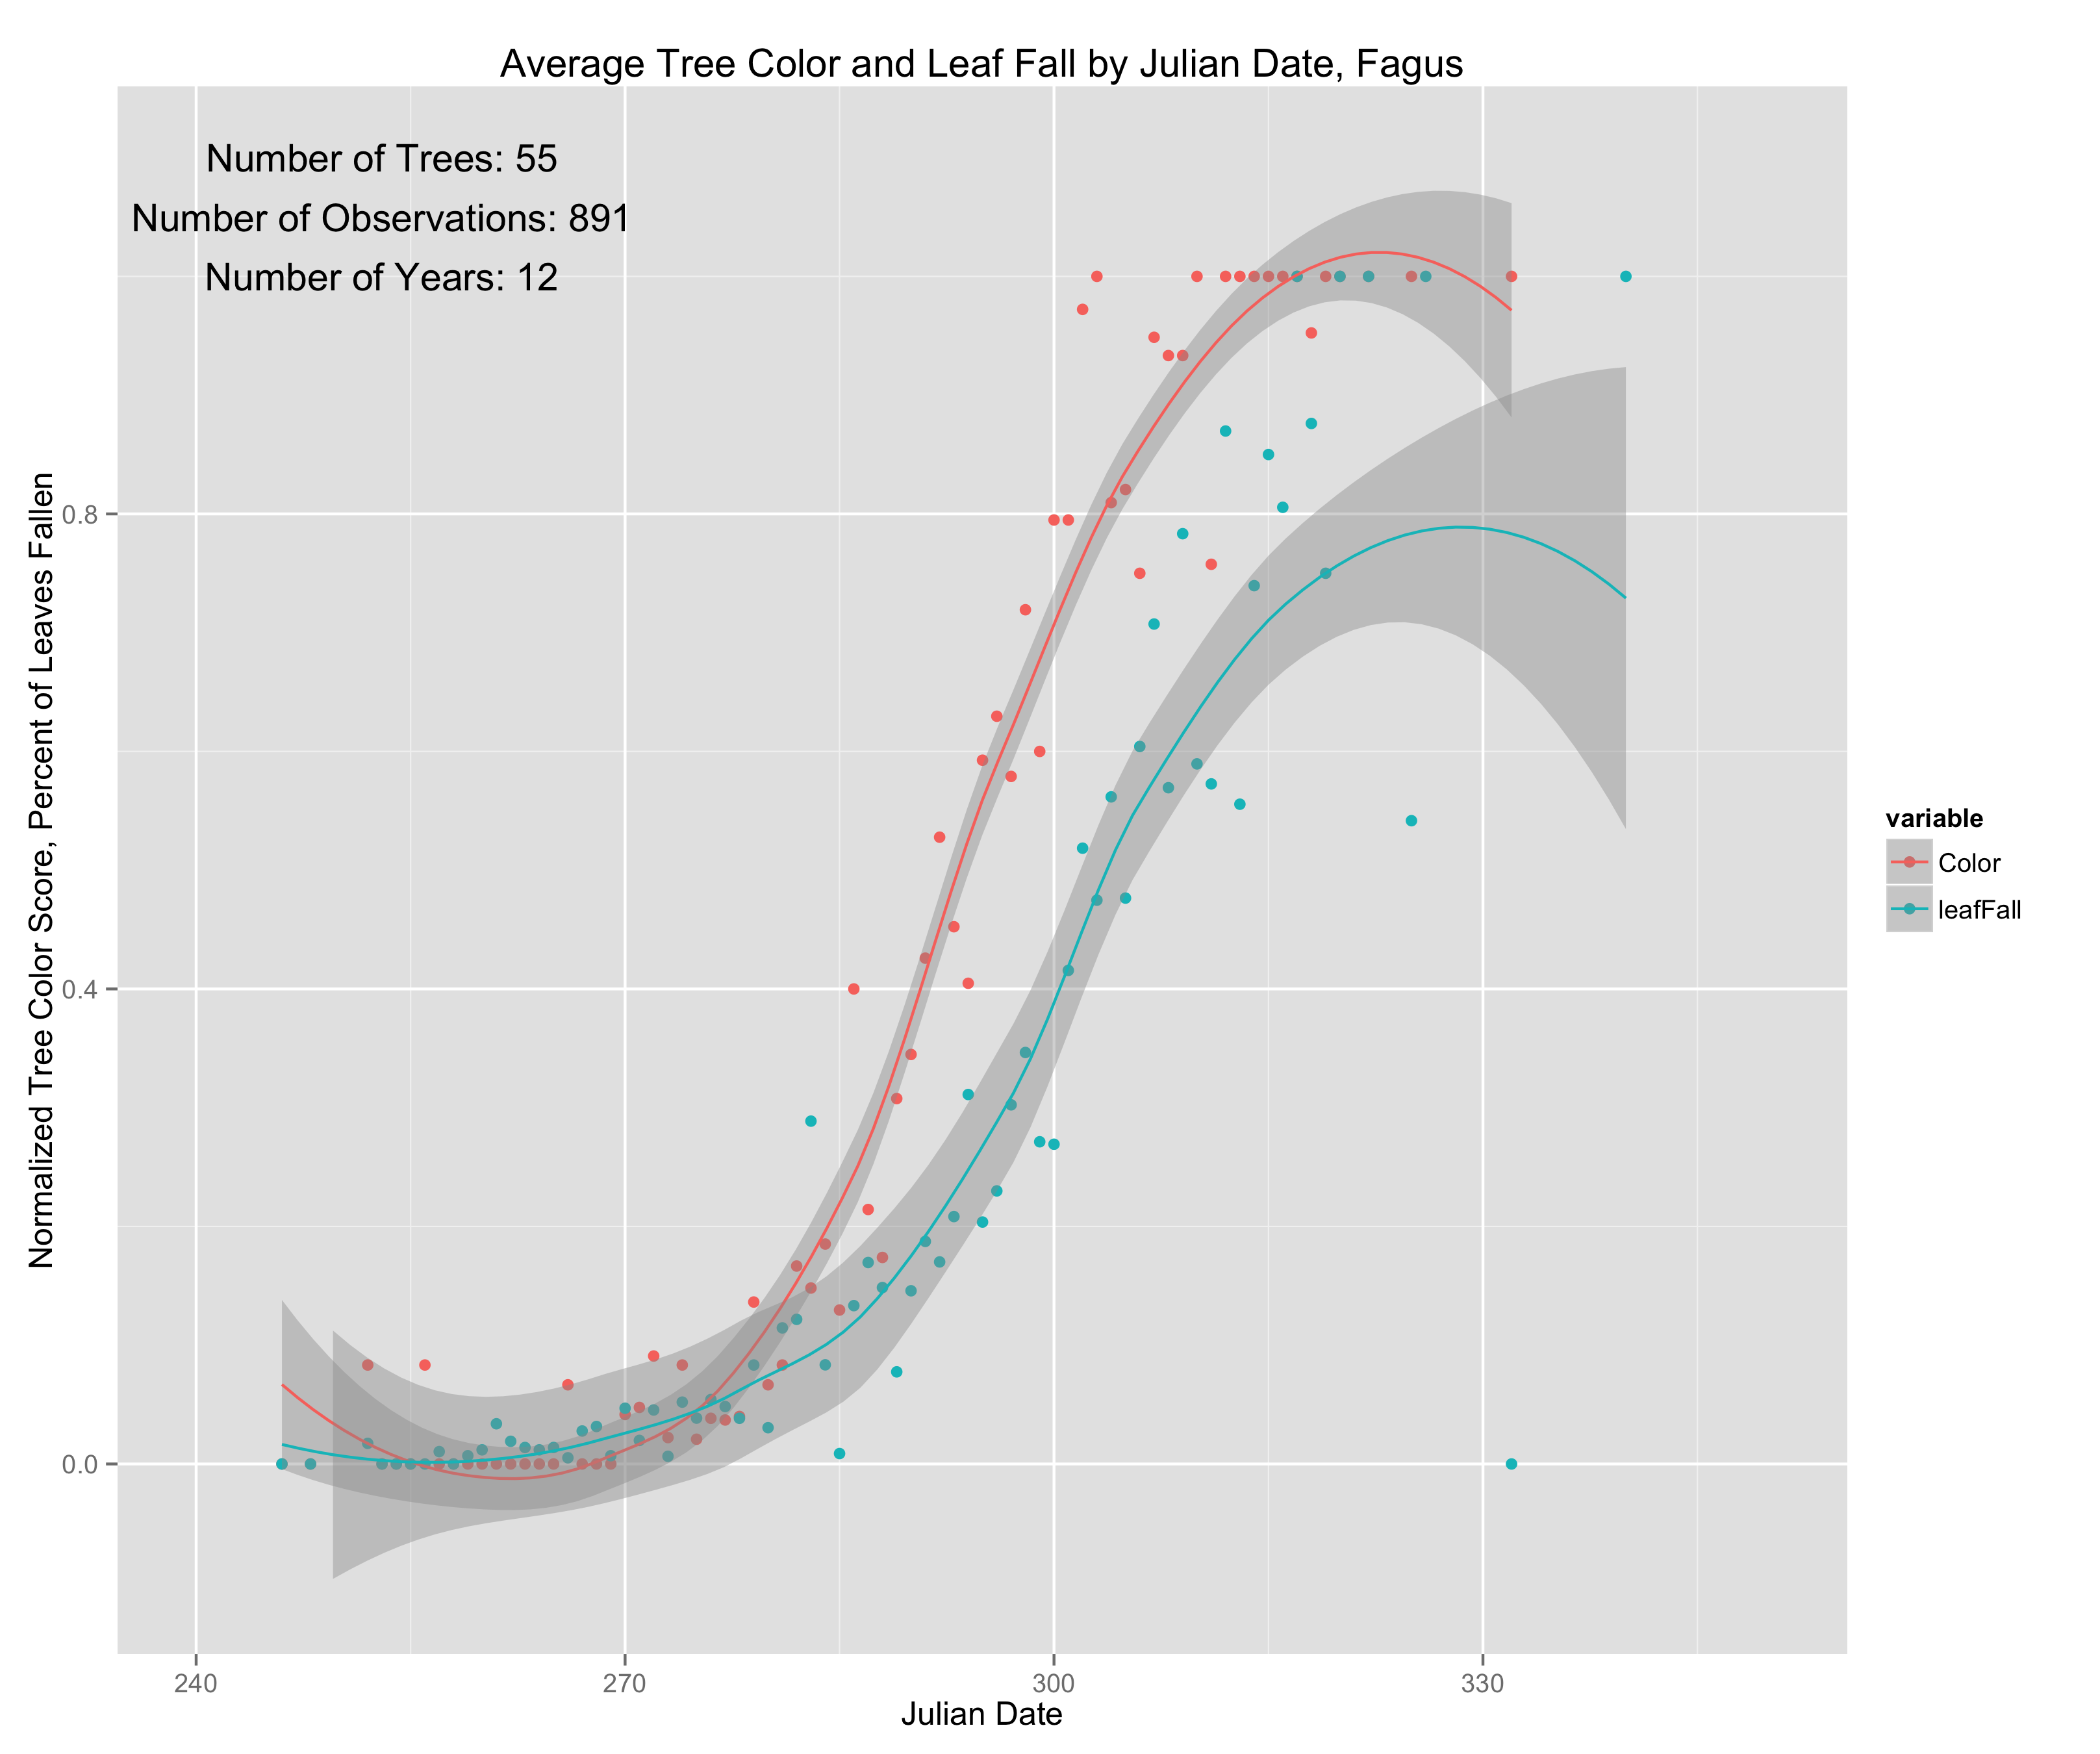 Average Tree Color and Leaf Fall by Julian Date, Fagus
Number of Trees: 55
Number of Observations: 891
Number of Years: 12
Normalized Tree Color Score, Percent of Leaves Fallen
0.8
0.4
0.0
240
270
300
330
Julian Date
variable
Color
leafFall